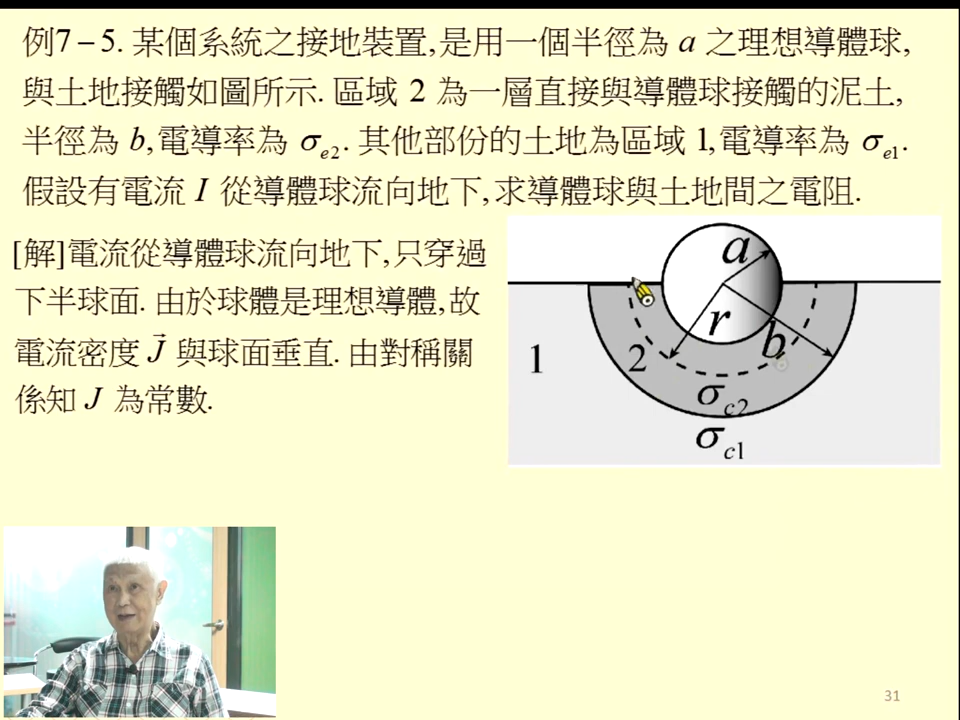 例7－5. 某個系統之接地裝置,是用一個半徑為 a 之理想導體球,
與土地接觸如圖所示. 區域 2 為一層直接與導體球接觸的泥土,
半徑為 b,電導率為 σe2. 其他部份的土地為區域 1,電導率為 σe1.
假設有電流 I 從導體球流向地下,求導體球與土地間之電阻.
[解]電流從導體球流向地下,只穿過
下半球面. 由於球體是理想導體,故
電流密度 J⃗ 與球面垂直. 由對稱關
係知 J 為常數.
a
r
b
1
2
σc2
σc1
31